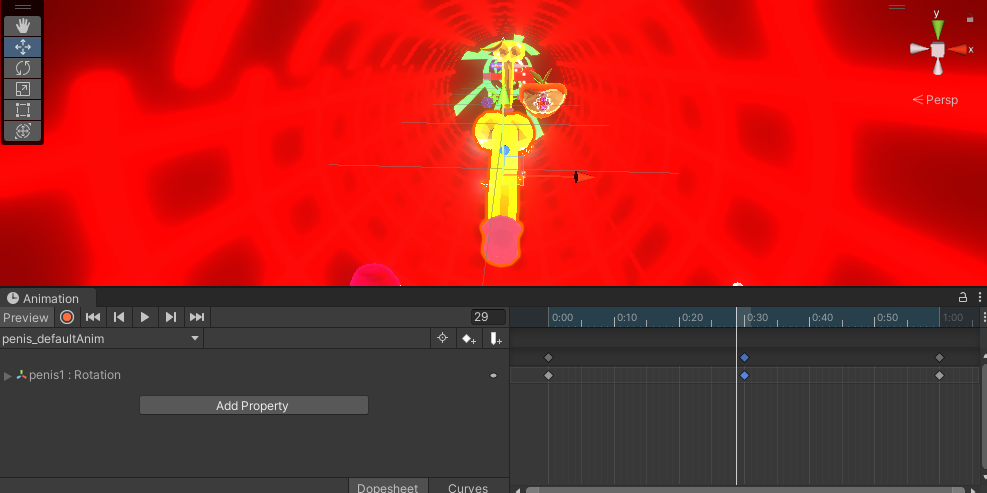 y
x
Persp
Animation
Preview
29
0:00 0:10 0:20 0:30 0:40 0:50 1:00
penis_defaultAnim
penis1 : Rotation
Add Property
Dopesheet Curves